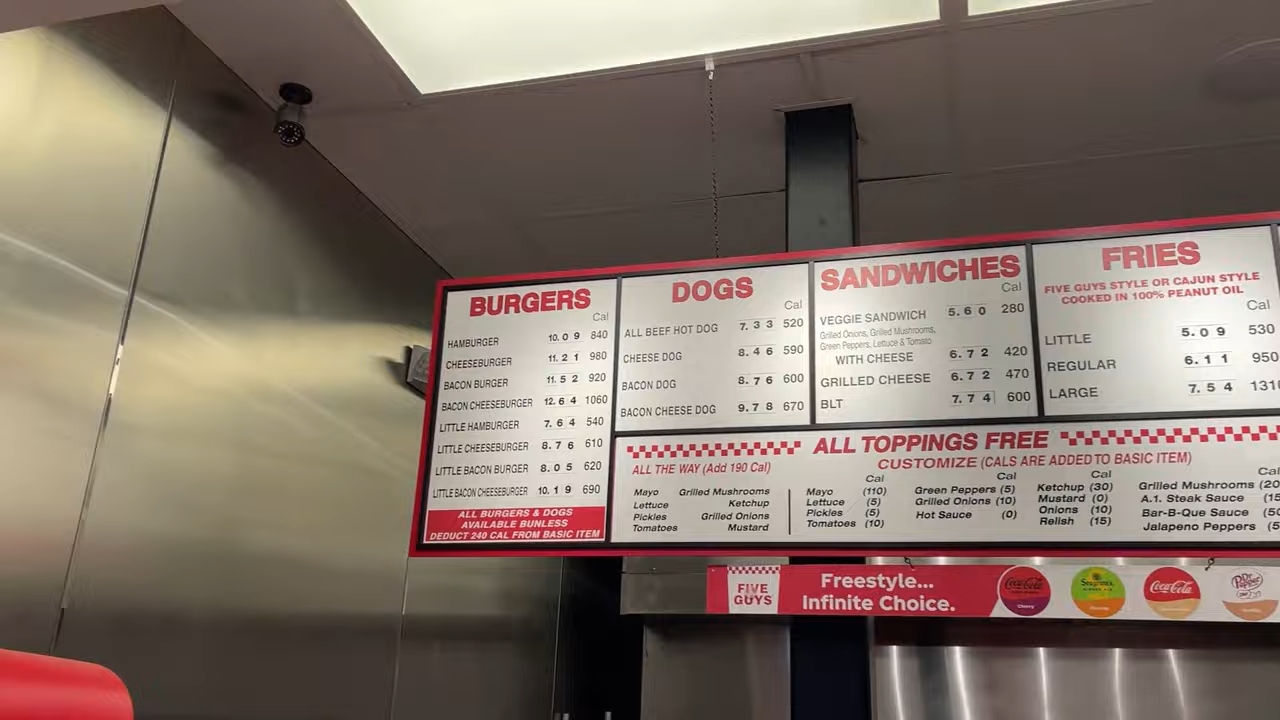 BURGERS
Cal
HAMBURGER 10.09 840
CHEESEBURGER 11.21 980
BACON BURGER 11.52 920
BACON CHEESEBURGER 12.64 1060
LITTLE HAMBURGER 7.64 540
LITTLE CHEESEBURGER 8.76 610
LITTLE BACON BURGER 8.05 620
LITTLE BACON CHEESEBURGER 10.19 690
ALL BURGERS & DOGS
AVAILABLE BUNLESS
DEDUCT 240 CAL FROM BASIC ITEM
DOGS
Cal
ALL BEEF HOT DOG 7.33 520
CHEESE DOG 8.46 590
BACON DOG 8.76 600
BACON CHEESE DOG 9.78 670
SANDWICHES
Cal
VEGGIE SANDWICH 5.60 280
Grilled Onions, Grilled Mushrooms,
Green Peppers, Lettuce & Tomato
WITH CHEESE 6.72 420
GRILLED CHEESE 6.72 470
BLT 7.74 600
FRIES
FIVE GUYS STYLE OR CAJUN STYLE
COOKED IN 100% PEANUT OIL
Cal
LITTLE 5.09 530
REGULAR 6.11 950
LARGE 7.54 131
ALL TOPPINGS FREE
ALL THE WAY (Add 190 Cal)
Mayo Grilled Mushrooms
Lettuce Ketchup
Pickles Grilled Onions
Tomatoes Mustard
CUSTOMIZE (CALS ARE ADDED TO BASIC ITEM)
Cal
Mayo (110)
Lettuce (5)
Pickles (5)
Tomatoes (10)
Cal
Green Peppers (5)
Grilled Onions (10)
Hot Sauce (0)
Cal
Ketchup (30)
Mustard (0)
Onions (10)
Relish (15)
Cal
Grilled Mushrooms (20
A.1. Steak Sauce (15
Bar-B-Que Sauce (50
Jalapeno Peppers (5
FIVE
GUYS
Freestyle...
Infinite Choice.
Coca-Cola
Cherry
Seagram's
Coca-Cola
Dr Pepper